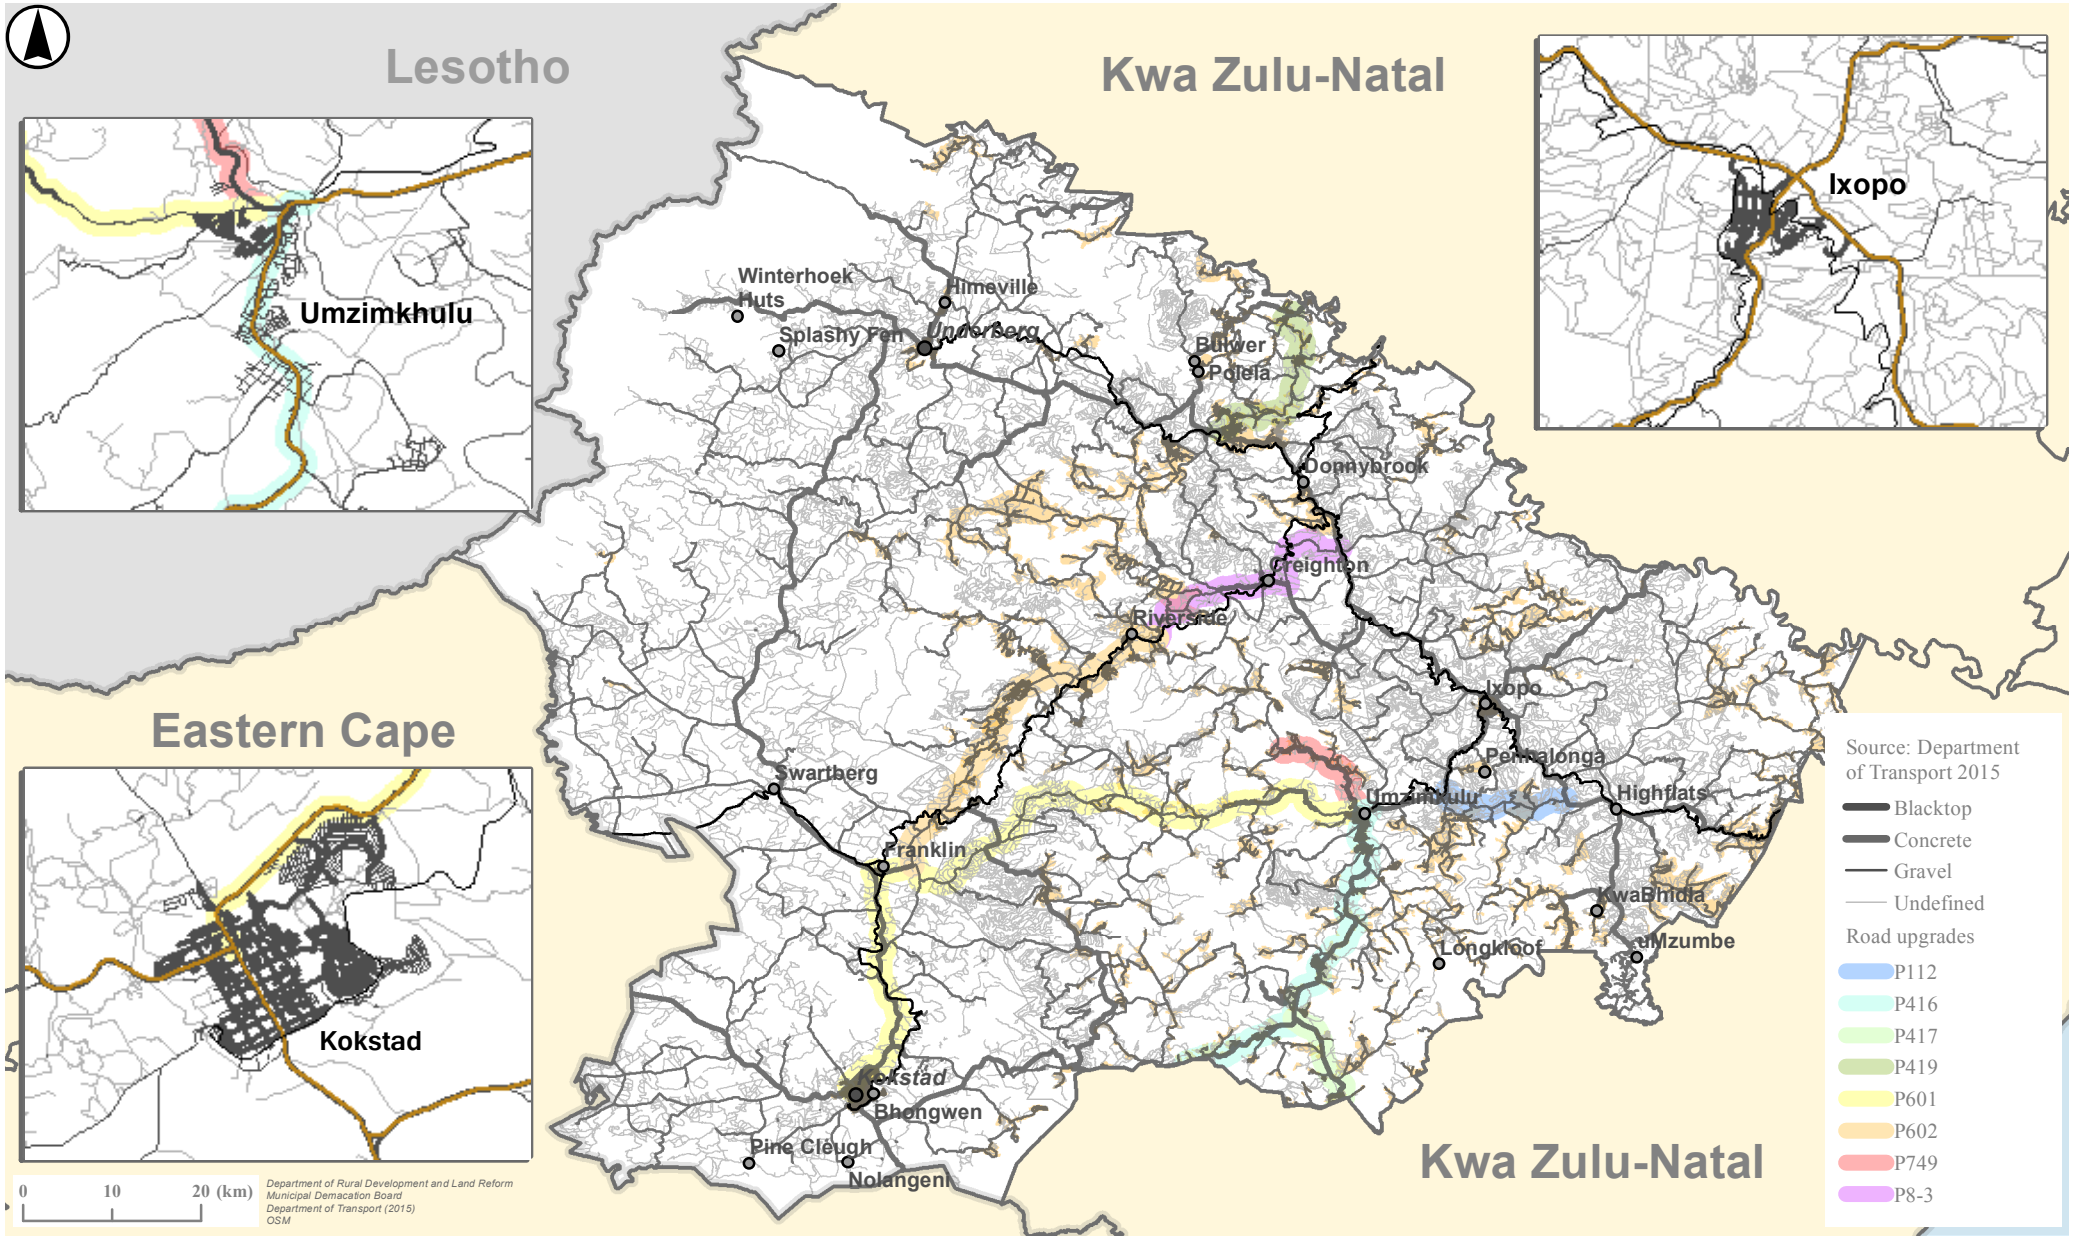 Lesotho
Kwa Zulu-Natal
Ixopo
Umzimkhulu
Winterhoek
Huts
Himeville
Splashy Fen
Underberg
Bulwer
Polela
Donnybrook
Creighton
Riverside
Ixopo
Eastern Cape
Penhalonga
Swartberg
Umzimkulu
Highflats
Franklin
KwaBhidla
uMzumbe
Longkloof
Kokstad
Kokstad
Bhongwen
Pine Cleugh
Nolangeni
Kwa Zulu-Natal
Source: Department
of Transport 2015
Blacktop
Concrete
Gravel
Undefined
Road upgrades
P112
P416
P417
P419
P601
P602
P749
P8-3
0 10 20 (km)
Department of Rural Development and Land Reform
Municipal Demacation Board
Department of Transport (2015)
OSM